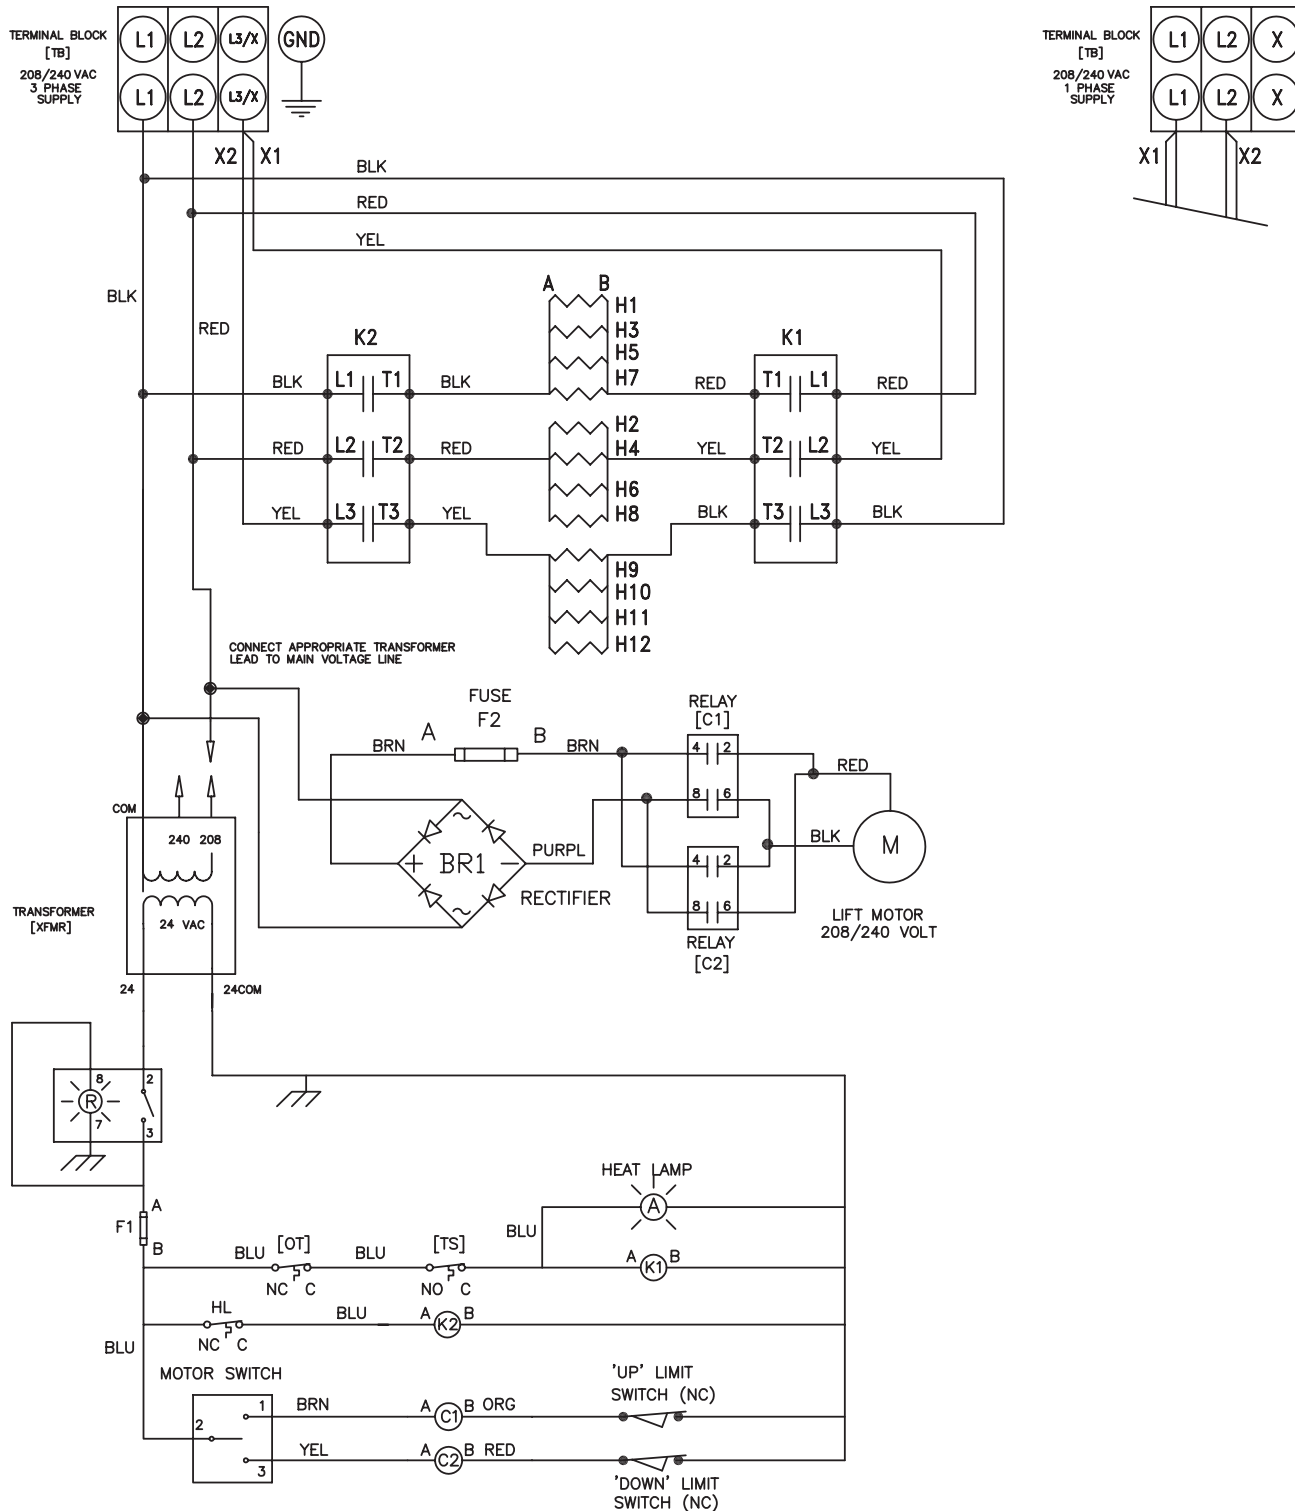 TERMINAL BLOCK
[TB]
208/240 VAC
3 PHASE
SUPPLY
L1 L2 L3/X GND
L1 L2 L3/X
X2 X1
TERMINAL BLOCK
[TB]
208/240 VAC
1 PHASE
SUPPLY
L1 L2 X
L1 L2 X
X1 X2
BLK
RED
YEL
BLK
RED
A B
H1
H3
H5
H7
H2
H4
H6
H8
H9
H10
H11
H12
K2
BLK L1 T1 BLK
RED L2 T2 RED
YEL L3 T3 YEL
K1
RED T1 L1 RED
YEL T2 L2 YEL
BLK T3 L3 BLK
CONNECT APPROPRIATE TRANSFORMER
LEAD TO MAIN VOLTAGE LINE
FUSE
F2
BRN A B BRN
RELAY
[C1]
4 2
8 6
RED
BLK
M
LIFT MOTOR
208/240 VOLT
4 2
8 6
RELAY
[C2]
+ BR1 −
~
~
PURPL
RECTIFIER
COM
240 208
24 VAC
TRANSFORMER
[XFMR]
24 24COM
8 2
R
7 3
A
F1
B
HEAT LAMP
A
BLU
BLU [OT] BLU [TS]
NC C NO C
A K1 B
HL
NC C
BLU A K2 B
BLU
MOTOR SWITCH
1
2
3
BRN A C1 B ORG
'UP' LIMIT
SWITCH (NC)
YEL A C2 B RED
'DOWN' LIMIT
SWITCH (NC)